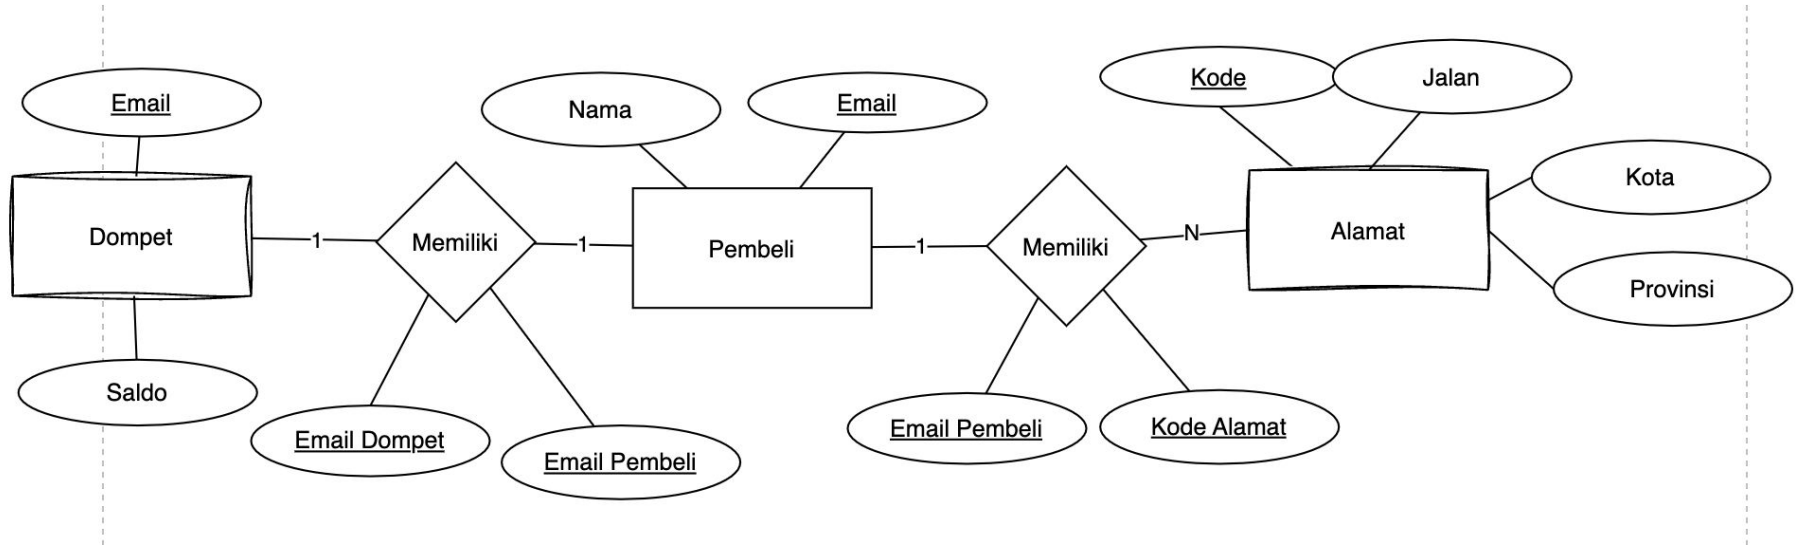 Email
Nama
Email
Kode
Jalan
Kota
Dompet
1
Memiliki
1
Pembeli
1
Memiliki
N
Alamat
Provinsi
Saldo
Email Dompet
Email Pembeli
Email Pembeli
Kode Alamat